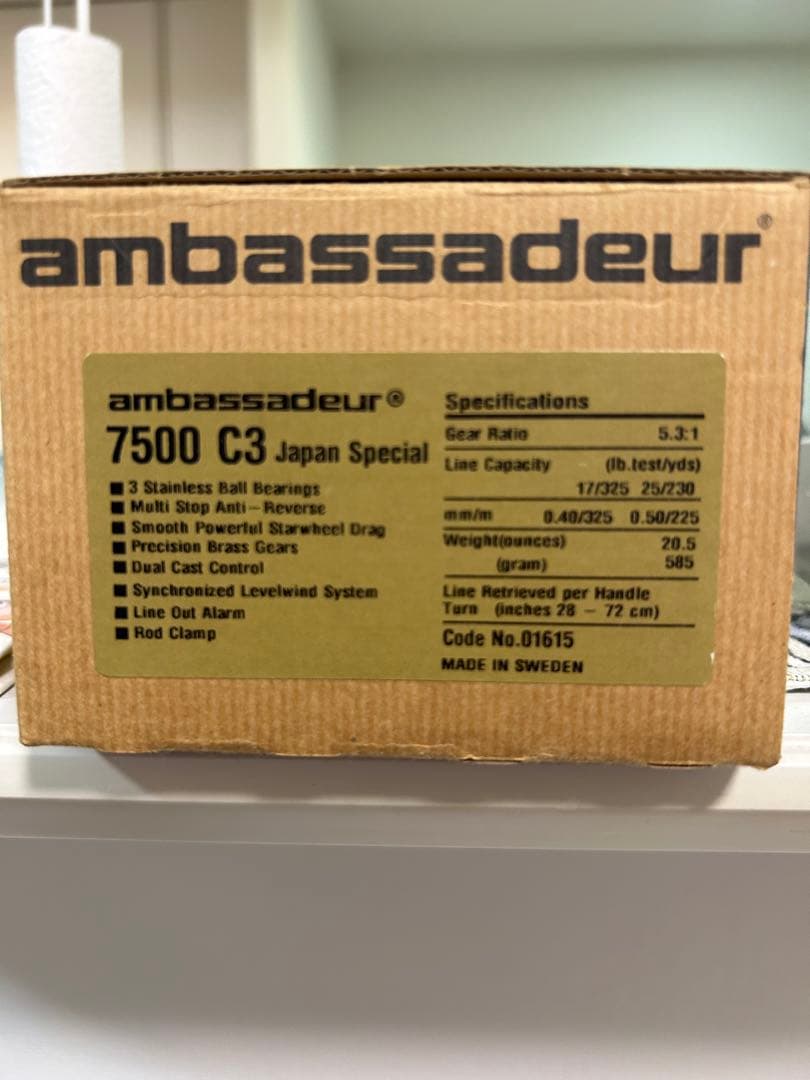 ambassadeur®
ambassadeur®
7500 C3 Japan Special
■ 3 Stainless Ball Bearings
■ Multi Stop Anti-Reverse
■ Smooth Powerful Starwheel Drag
■ Precision Brass Gears
■ Dual Cast Control
■ Synchronized Levelwind System
■ Line Out Alarm
■ Rod Clamp
Specifications
Gear Ratio 5.3:1
Line Capacity (lb.test/yds)
17/325 25/230
mm/m 0.40/325 0.50/225
Weight(ounces) 20.5
(gram) 585
Line Retrieved per Handle
Turn (inches 28 - 72 cm)
Code No.01615
MADE IN SWEDEN